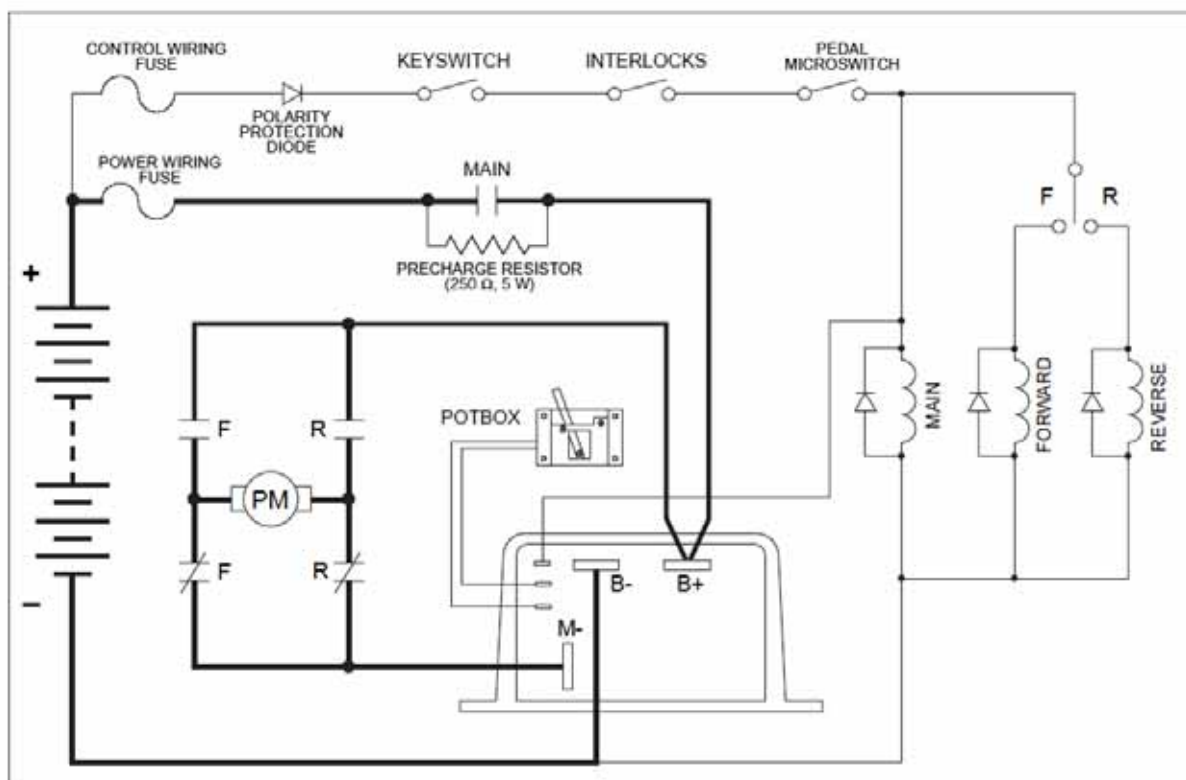 CONTROL WIRING
FUSE
POLARITY
PROTECTION
DIODE
KEYSWITCH
INTERLOCKS
PEDAL
MICROSWITCH
POWER WIRING
FUSE
MAIN
PRECHARGE RESISTOR
(250 Ω, 5 W)
F R
+
F R
POTBOX
PM
MAIN
FORWARD
REVERSE
F R
B- B+
–
M-